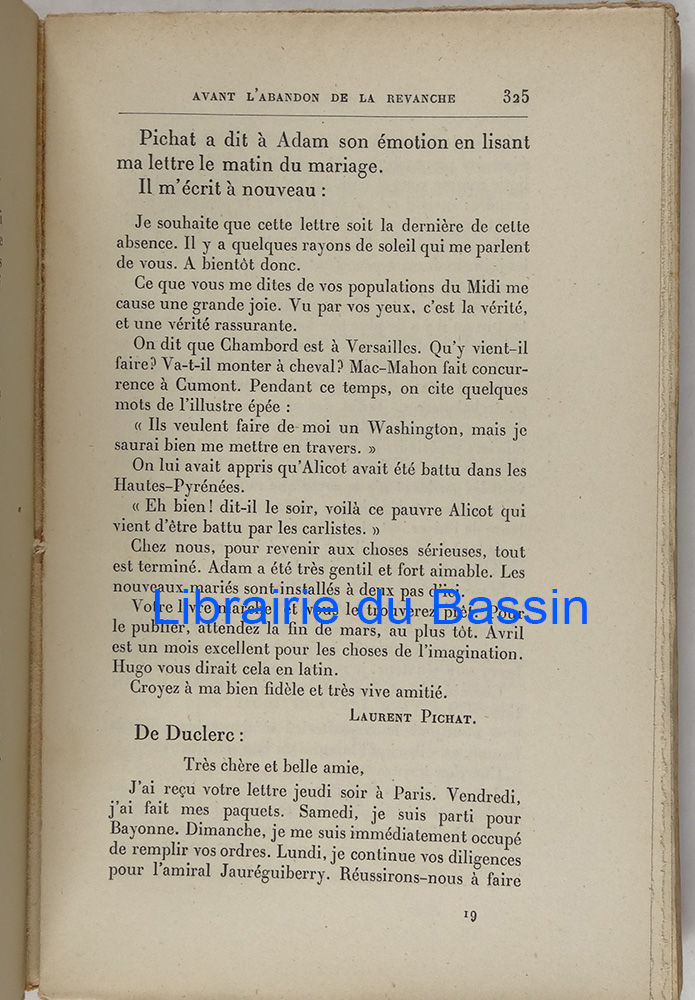 AVANT L'ABANDON DE LA REVANCHE 325
Pichat a dit à Adam son émotion en lisant
ma lettre le matin du mariage.
Il m'écrit à nouveau :
Je souhaite que cette lettre soit la dernière de cette
absence. Il y a quelques rayons de soleil qui me parlent
de vous. A bientôt donc.
Ce que vous me dites de vos populations du Midi me
cause une grande joie. Vu par vos yeux, c'est la vérité,
et une vérité rassurante.
On dit que Chambord est à Versailles. Qu'y vient-il
faire? Va-t-il monter à cheval? Mac-Mahon fait concur-
rence à Cumont. Pendant ce temps, on cite quelques
mots de l'illustre épée :
« Ils veulent faire de moi un Washington, mais je
saurai bien me mettre en travers. »
On lui avait appris qu'Alicot avait été battu dans les
Hautes-Pyrénées.
« Eh bien! dit-il le soir, voilà ce pauvre Alicot qui
vient d'être battu par les carlistes. »
Chez nous, pour revenir aux choses sérieuses, tout
est terminé. Adam a été très gentil et fort aimable. Les
nouveaux mariés sont installés à deux pas d'ici.
Librairie du Bassin
Votre livre marche, et vous le trouverez prêt. Pour
le publier, attendez la fin de mars, au plus tôt. Avril
est un mois excellent pour les choses de l'imagination.
Hugo vous dirait cela en latin.
Croyez à ma bien fidèle et très vive amitié.
LAURENT PICHAT.
De Duclerc :
Très chère et belle amie,
J'ai reçu votre lettre jeudi soir à Paris. Vendredi,
j'ai fait mes paquets. Samedi, je suis parti pour
Bayonne. Dimanche, je me suis immédiatement occupé
de remplir vos ordres. Lundi, je continue vos diligences
pour l'amiral Jauréguiberry. Réussirons-nous à faire
19